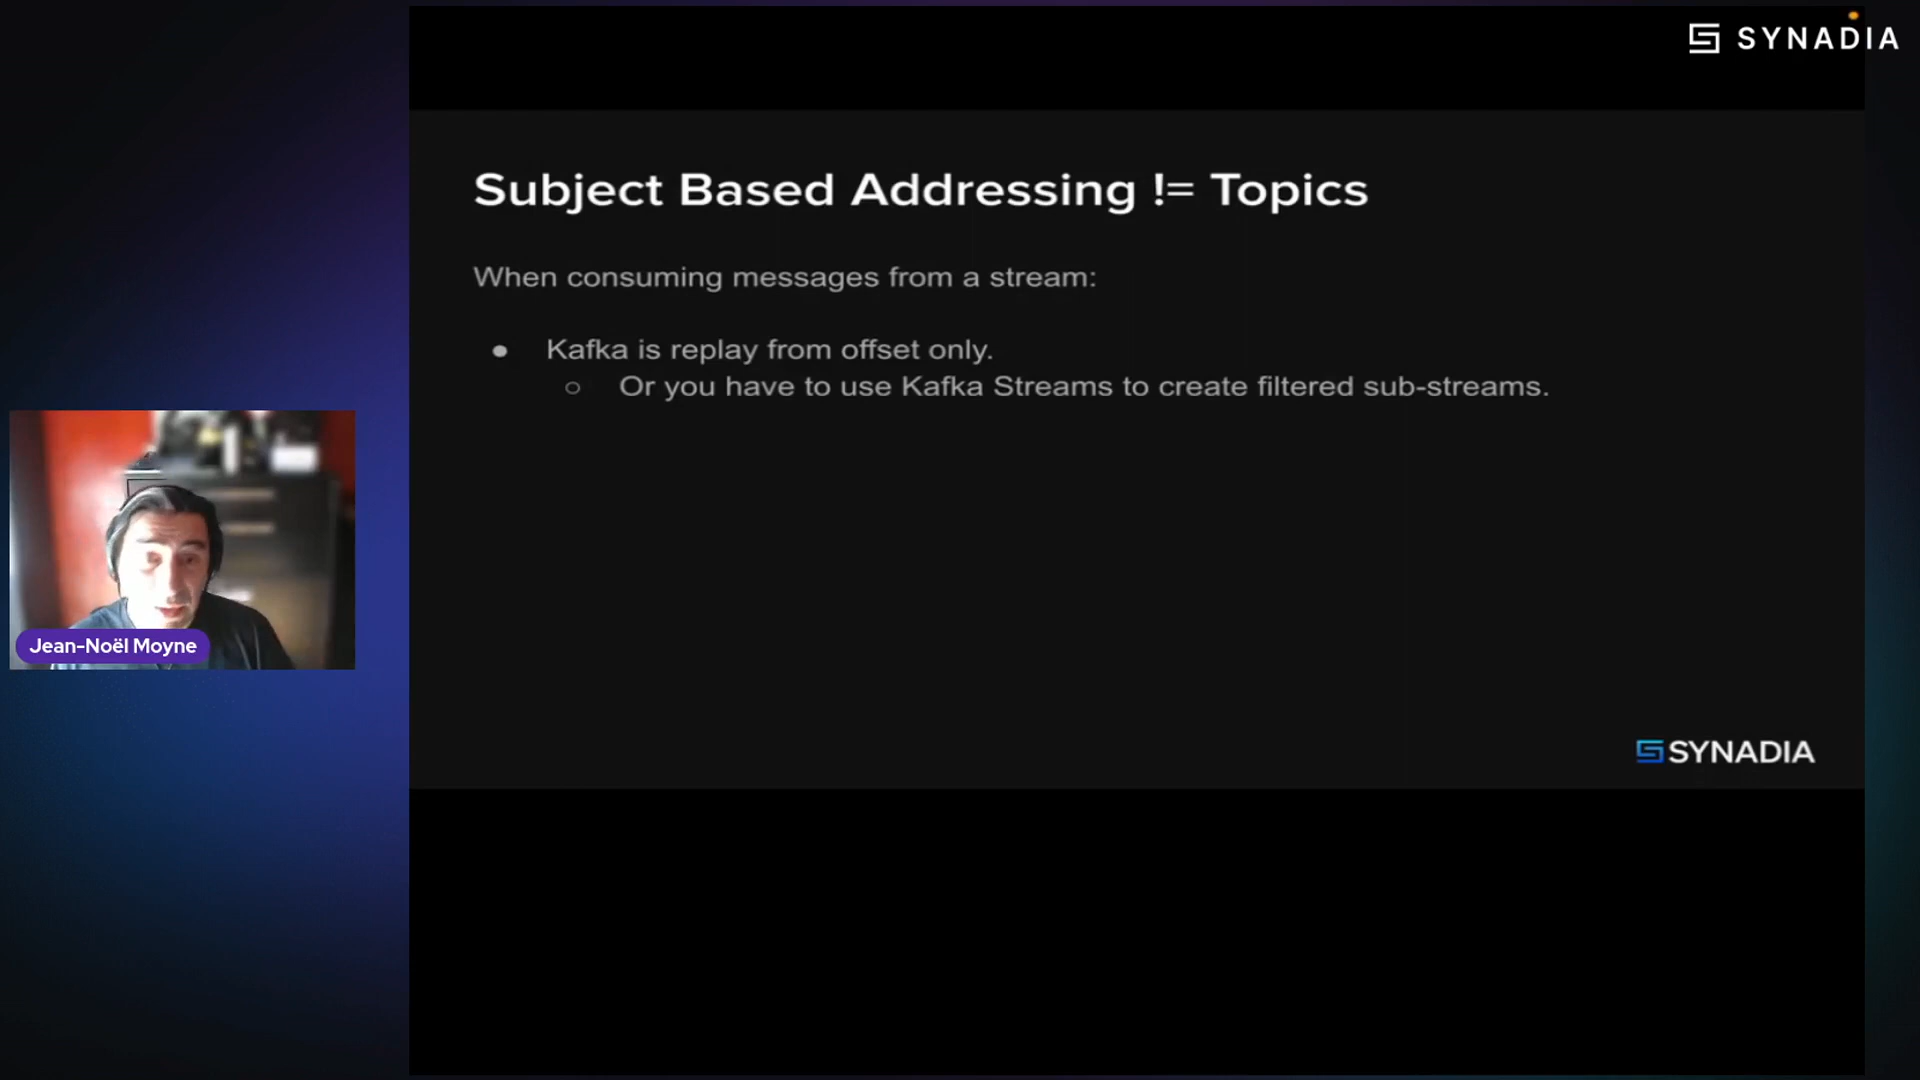 SYNADIA
Subject Based Addressing != Topics
When consuming messages from a stream:
● Kafka is replay from offset only.
○ Or you have to use Kafka Streams to create filtered sub-streams.
Jean-Noël Moyne
SYNADIA